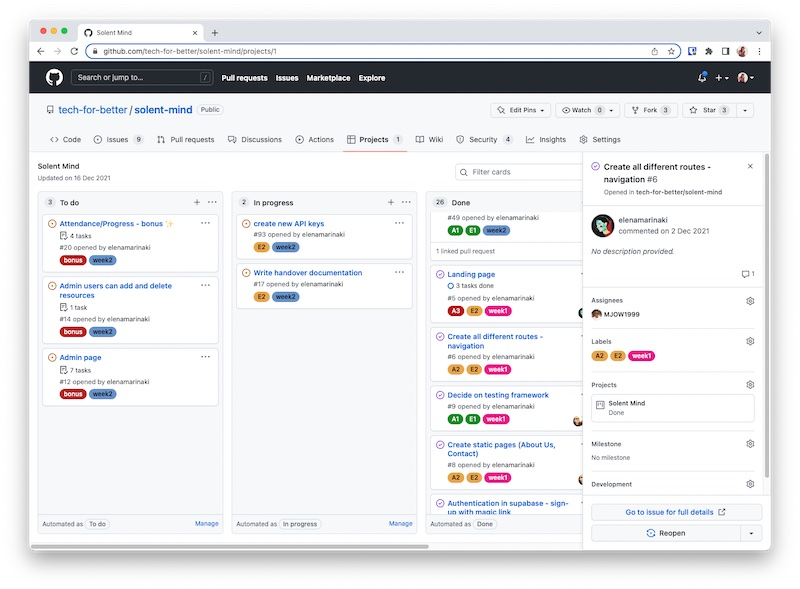 Solent Mind
github.com/tech-for-better/solent-mind/projects/1
Search or jump to...
/
Pull requests
Issues
Marketplace
Explore
tech-for-better / solent-mind
Public
Edit Pins
Watch 0
Fork 3
Star 3
Code
Issues 9
Pull requests
Discussions
Actions
Projects 1
Wiki
Security 4
Insights
Settings
Solent Mind
Updated on 16 Dec 2021
Filter cards
3 To do
Attendance/Progress - bonus ✨
4 tasks
#20 opened by elenamarinaki
bonus week2
Admin users can add and delete
resources
1 task
#14 opened by elenamarinaki
bonus week2
Admin page
7 tasks
#12 opened by elenamarinaki
bonus week2
Automated as To do
Manage
2 In progress
create new API keys
#93 opened by elenamarinaki
E2 week2
Write handover documentation
#17 opened by elenamarinaki
E2 week2
Automated as In progress
Manage
26 Done
#49 opened by elenamarinaki
A1 E1 week2
1 linked pull request
Landing page
3 tasks done
#5 opened by elenamarinaki
A3 E2 week1
Create all different routes -
navigation
#6 opened by elenamarinaki
A2 E2 week1
Decide on testing framework
#9 opened by elenamarinaki
A1 E1 week1
Create static pages (About Us,
Contact)
#8 opened by elenamarinaki
A2 E2 week1
Authentication in supabase - sign-
up with magic link
Automated as Done
Create all different routes -
navigation #6
Opened in tech-for-better/solent-mind
elenamarinaki
commented on 2 Dec 2021
No description provided.
1
Assignees
MJOW1999
Labels
A2 E2 week1
Projects
Solent Mind
Done
Milestone
No milestone
Development
Go to issue for full details
Reopen